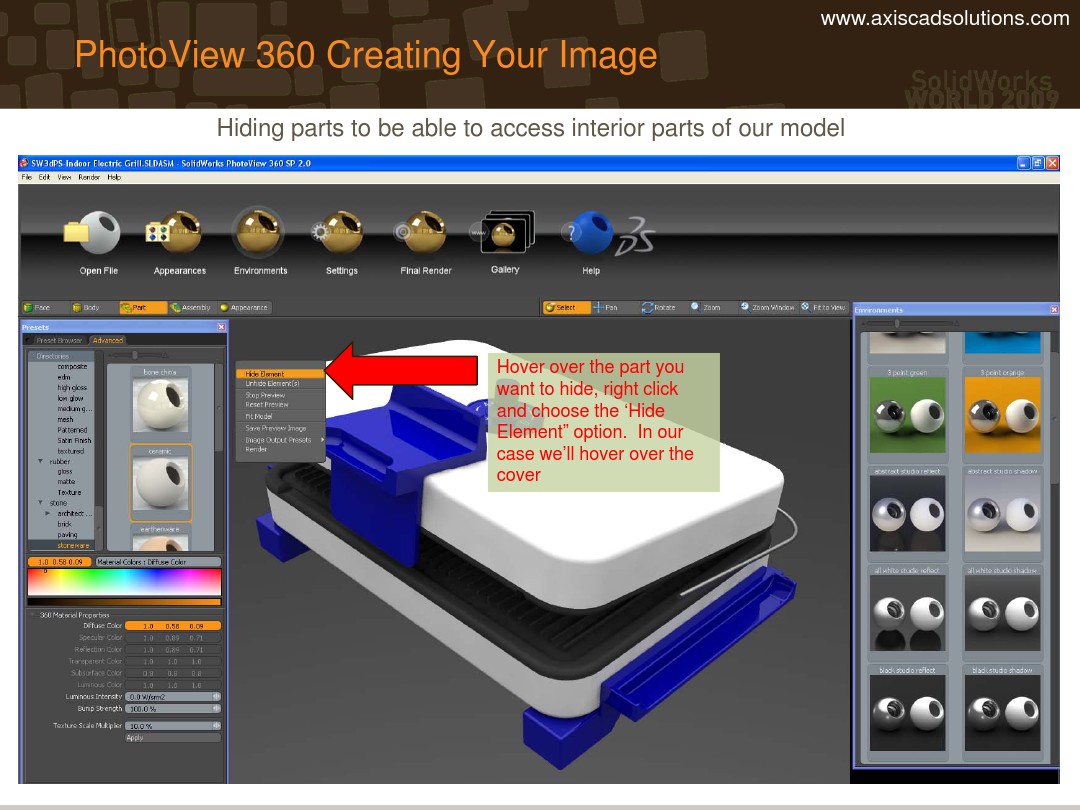 www.axiscadsolutions.com
PhotoView 360 Creating Your Image
SolidWorks
WORLD 2009
Hiding parts to be able to access interior parts of our model
SW3dPS-Indoor Electric Grill.SLDASM - SolidWorks PhotoView 360 SP 2.0
File Edit View Render Help
Open File Appearances Environments Settings Final Render Gallery Help
www
?
Face Body Part Assembly Appearance Select Pan Rotate Zoom Zoom Window Fit to View
Presets
Preset Browser Advanced
Directories
composite
edm
high gloss
low glow
medium g...
mesh
Patterned
Satin Finish
textured
rubber
gloss
matte
Texture
stone
architect ...
brick
paving
stoneware
bone china
ceramic
earthenware
1.0 0.58 0.09 Material Colors : Diffuse Color
360 Material Properties
Diffuse Color 1.0 0.58 0.09
Specular Color 1.0 0.89 0.71
Reflection Color 1.0 0.89 0.71
Transparent Color 1.0 1.0 1.0
Subsurface Color 0.8 0.0 0.0
Luminous Color 1.0 1.0 1.0
Luminous Intensity 0.0 W/srm2
Bump Strength 100.0 %
Texture Scale Multiplier 10.0 %
Apply
Hide Element
Unhide Element(s)
Stop Preview
Reset Preview
Fit Model
Save Preview Image
Image Output Presets
Render
Hover over the part you
want to hide, right click
and choose the ‘Hide
Element” option. In our
case we’ll hover over the
cover
Environments
3 point green 3 point orange
abstract studio reflect abstract studio shadow
all white studio reflect all white studio shadow
black studio reflect black studio shadow